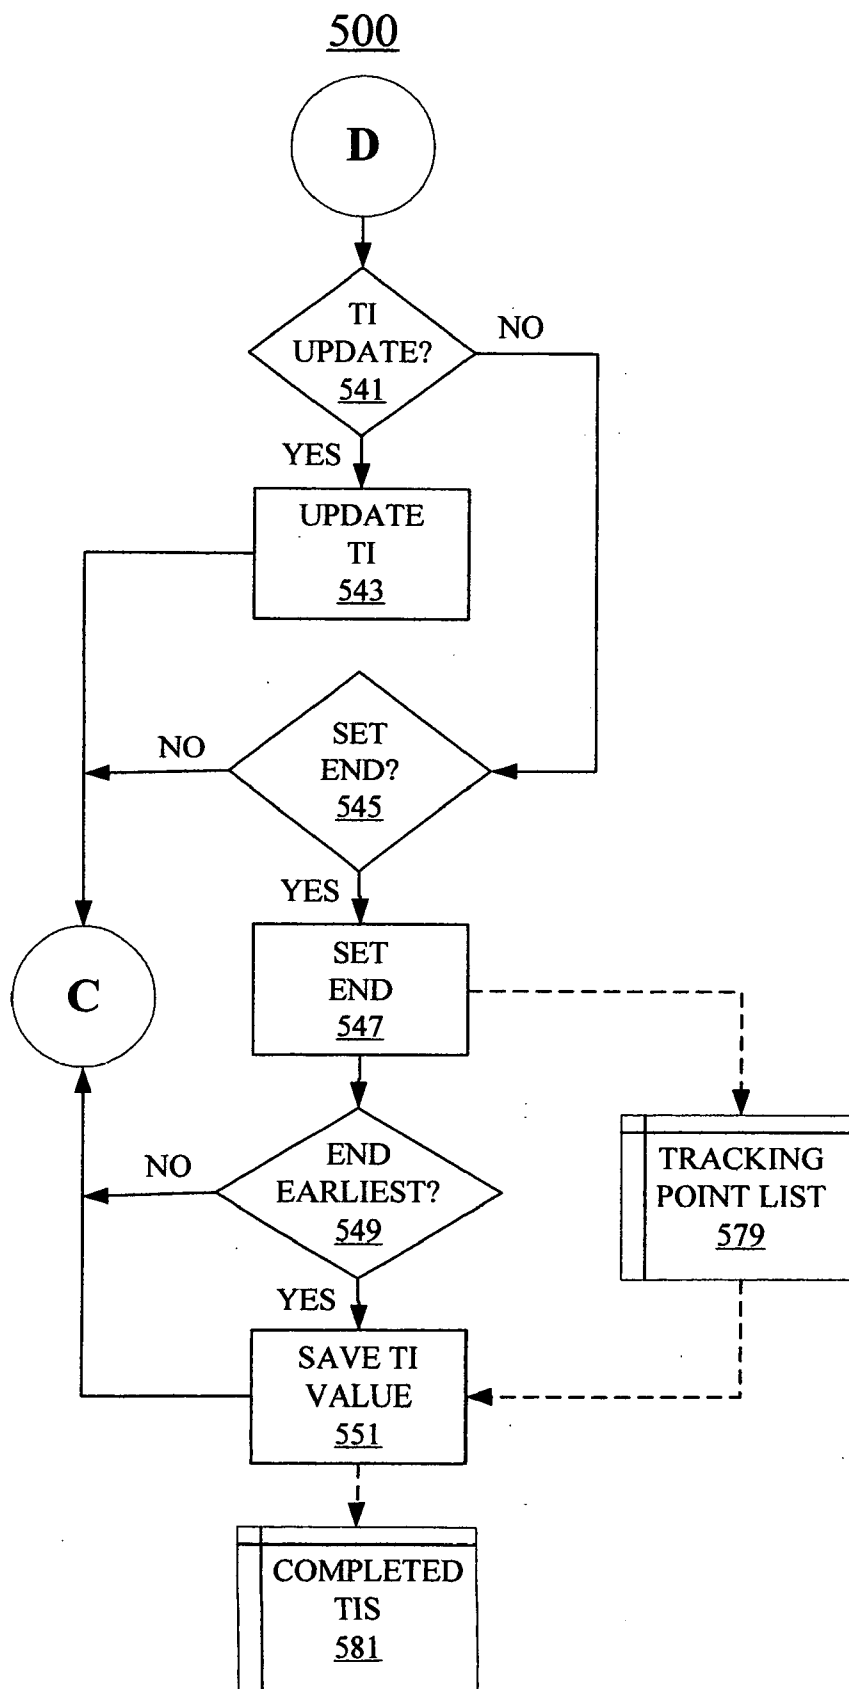 500
D
TI
UPDATE?
541
NO
YES
UPDATE
TI
543
SET
END?
545
NO
YES
SET
END
547
C
END
EARLIEST?
549
NO
YES
TRACKING
POINT LIST
579
SAVE TI
VALUE
551
COMPLETED
TIS
581